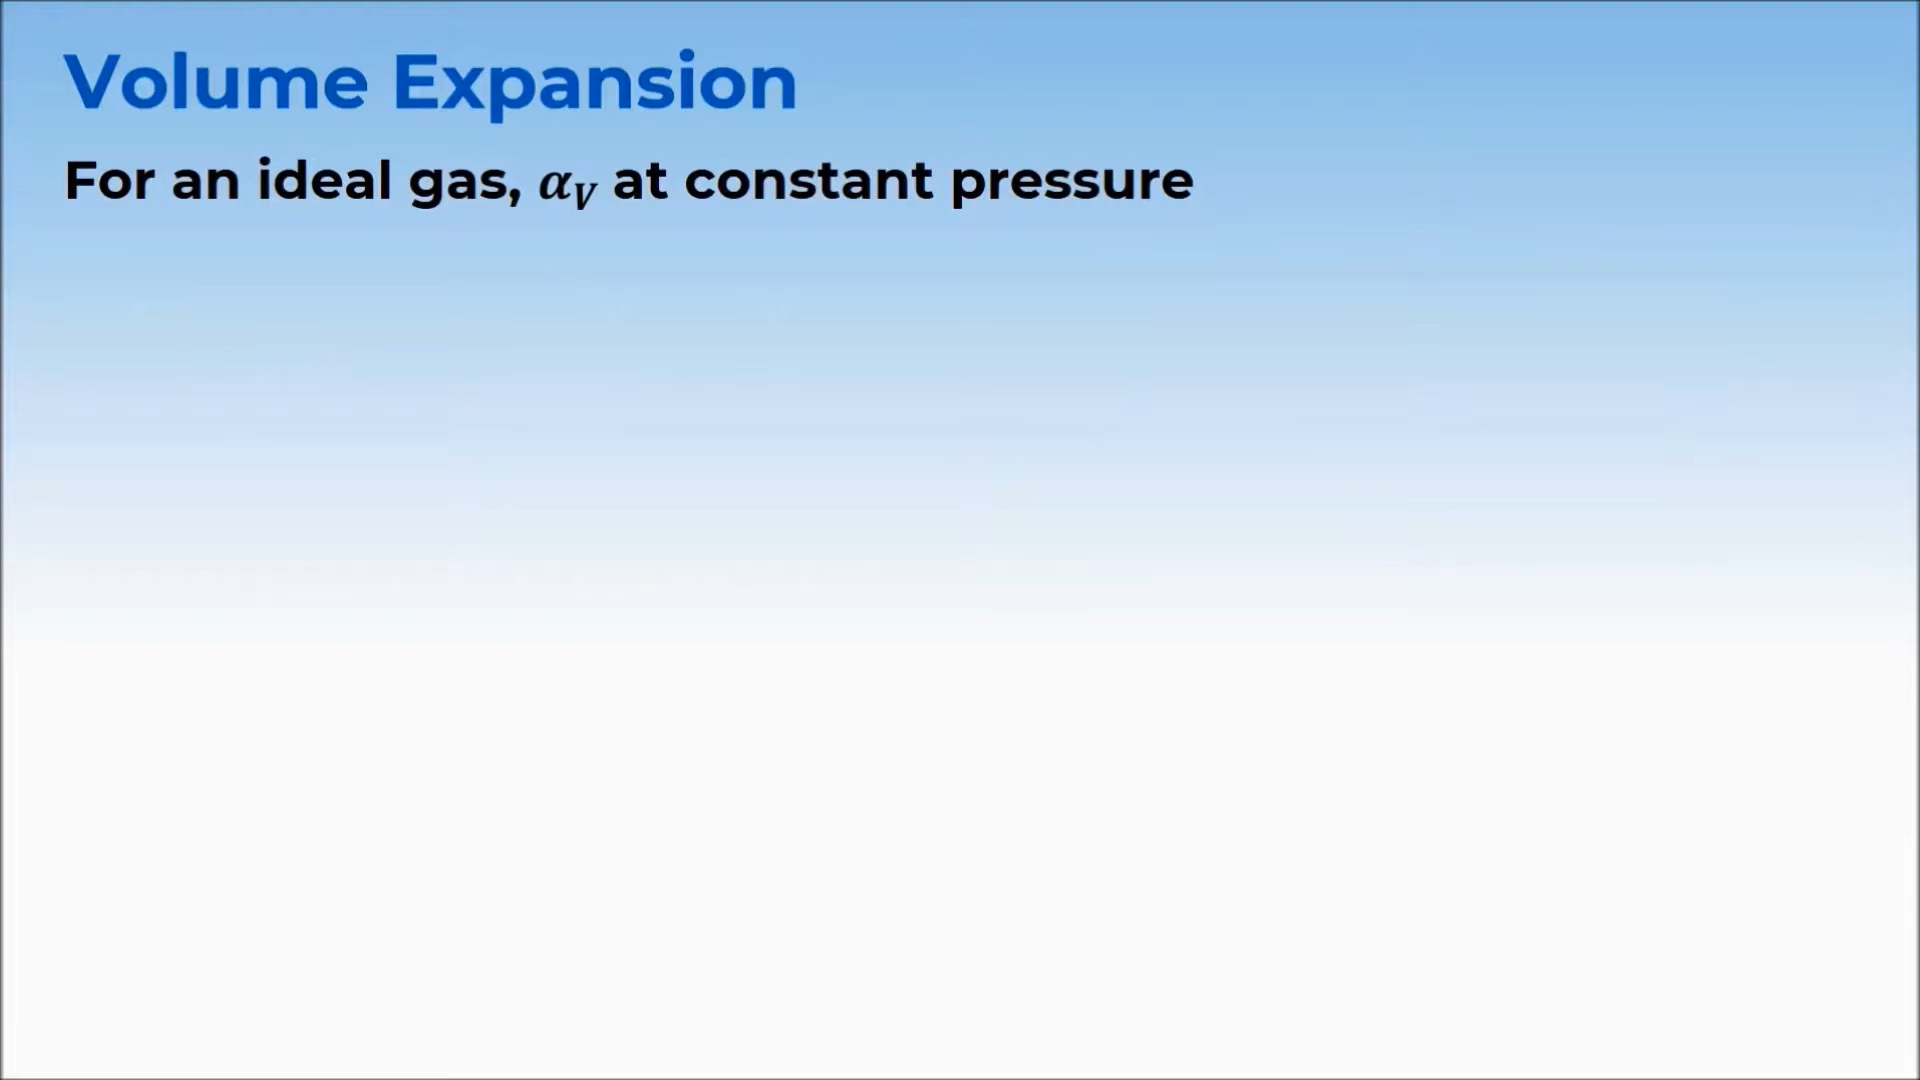 Volume Expansion
For an ideal gas, αV at constant pressure